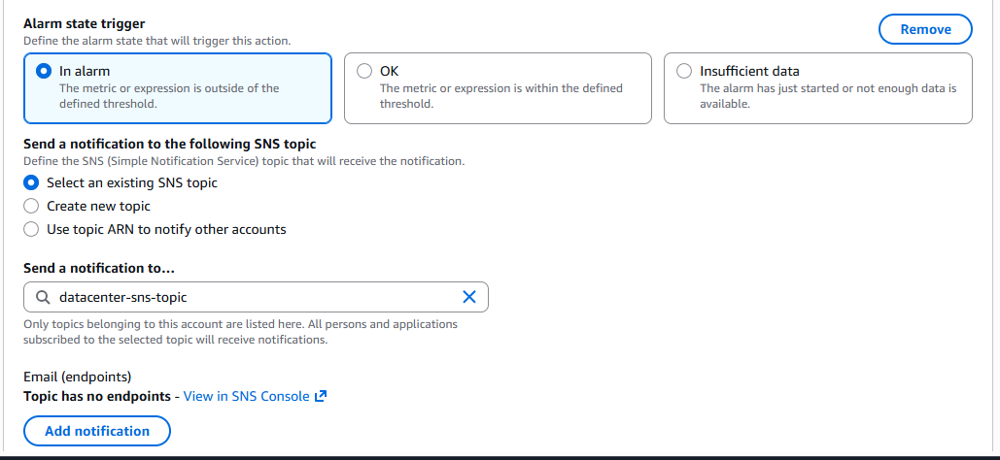 Alarm state trigger
Define the alarm state that will trigger this action.
Remove
In alarm
The metric or expression is outside of the
defined threshold.
OK
The metric or expression is within the defined
threshold.
Insufficient data
The alarm has just started or not enough data is
available.
Send a notification to the following SNS topic
Define the SNS (Simple Notification Service) topic that will receive the notification.
Select an existing SNS topic
Create new topic
Use topic ARN to notify other accounts
Send a notification to…
datacenter-sns-topic
Only topics belonging to this account are listed here. All persons and applications
subscribed to the selected topic will receive notifications.
Email (endpoints)
Topic has no endpoints - View in SNS Console
Add notification